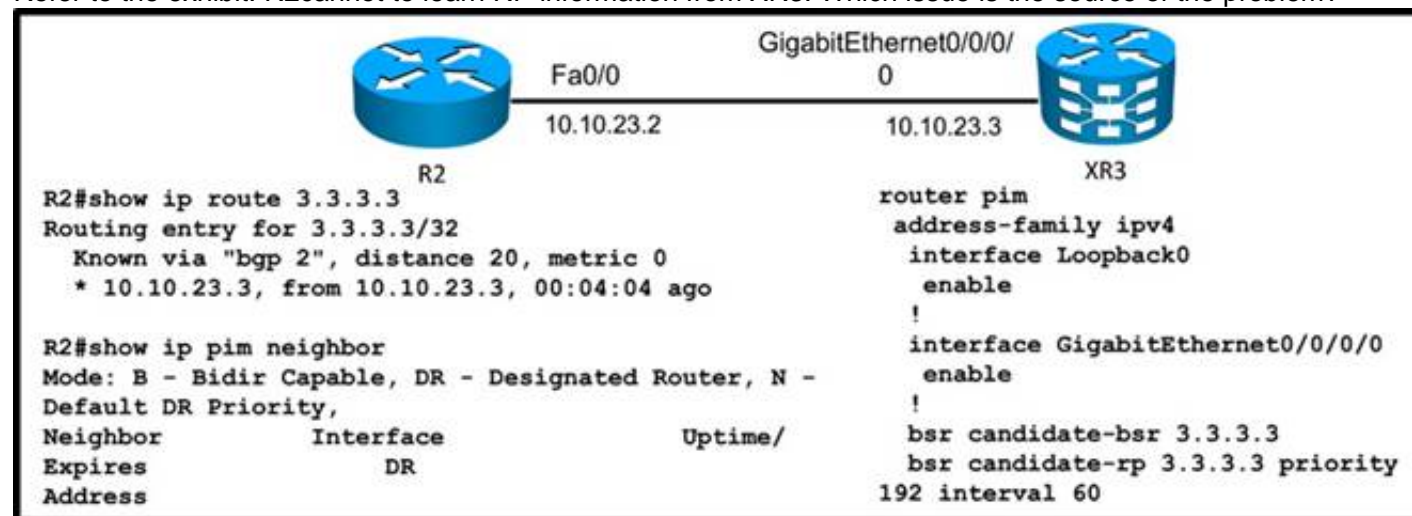 GigabitEthernet0/0/0/
0
Fa0/0
10.10.23.2
10.10.23.3
R2
XR3
R2#show ip route 3.3.3.3
Routing entry for 3.3.3.3/32
Known via "bgp 2", distance 20, metric 0
* 10.10.23.3, from 10.10.23.3, 00:04:04 ago
R2#show ip pim neighbor
Mode: B - Bidir Capable, DR - Designated Router, N -
Default DR Priority,
Neighbor Interface Uptime/
Expires DR
Address
router pim
address-family ipv4
interface Loopback0
enable
!
interface GigabitEthernet0/0/0/0
enable
!
bsr candidate-bsr 3.3.3.3
bsr candidate-rp 3.3.3.3 priority
192 interval 60